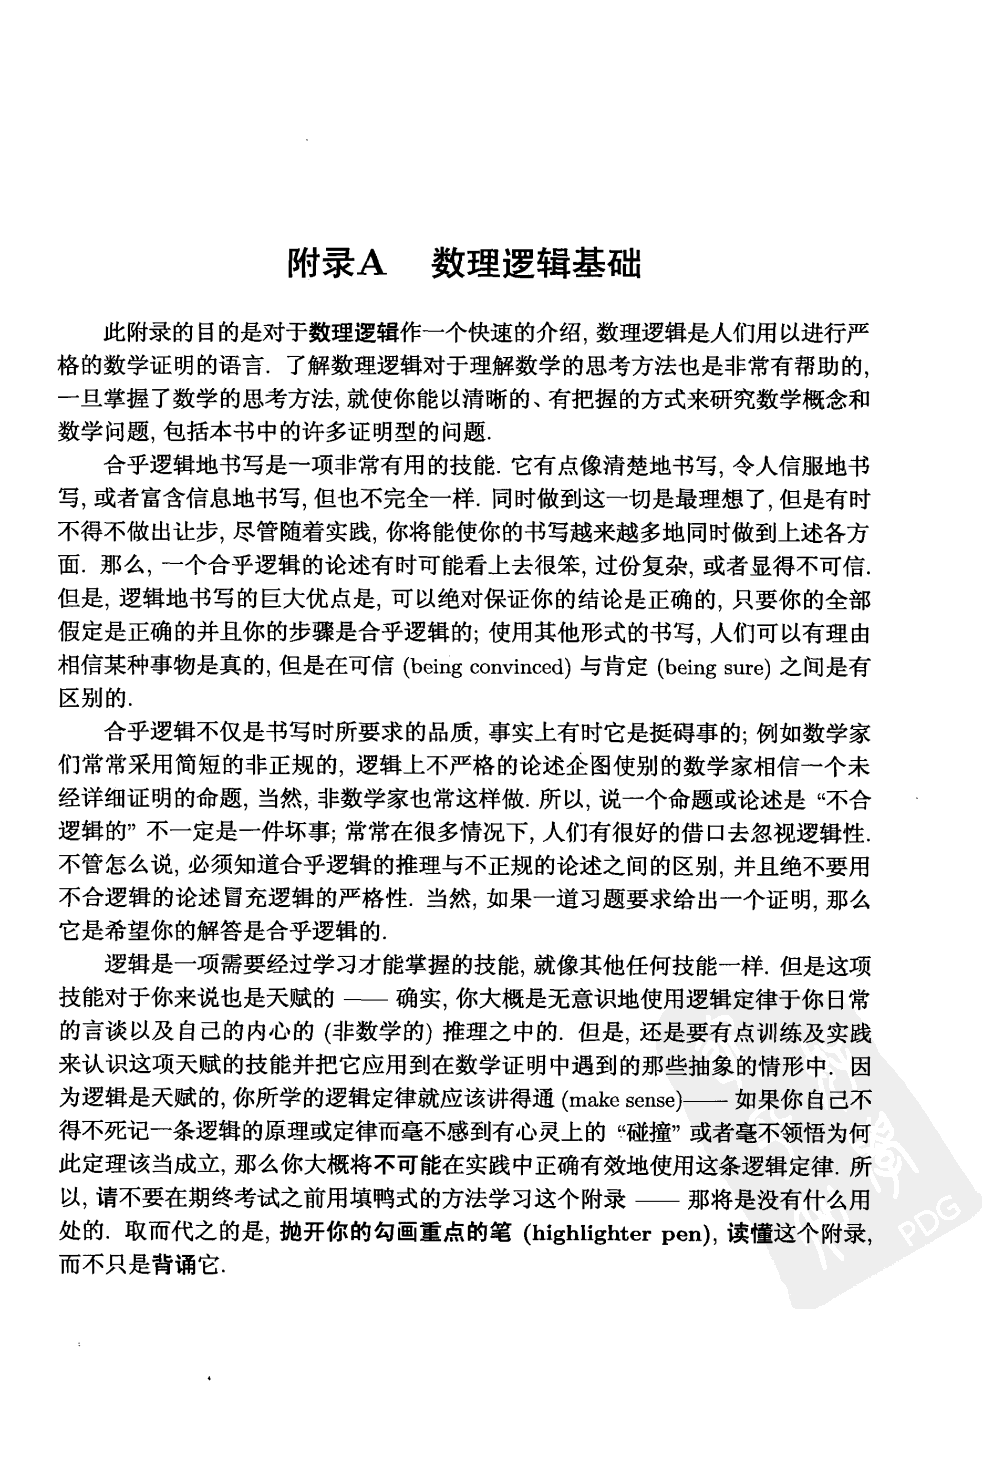 附录A 数理逻辑基础
此附录的目的是对于数理逻辑作一个快速的介绍, 数理逻辑是人们用以进行严
格的数学证明的语言. 了解数理逻辑对于理解数学的思考方法也是非常有帮助的,
一旦掌握了数学的思考方法, 就使你能以清晰的、有把握的方式来研究数学概念和
数学问题, 包括本书中的许多证明型的问题.
合乎逻辑地书写是一项非常有用的技能. 它有点像清楚地书写, 令人信服地书
写, 或者富含信息地书写, 但也不完全一样. 同时做到这一切是最理想了, 但是有时
不得不做出让步, 尽管随着实践, 你将能使你的书写越来越多地同时做到上述各方
面. 那么, 一个合乎逻辑的论述有时可能看上去很笨, 过份复杂, 或者显得不可信.
但是, 逻辑地书写的巨大优点是, 可以绝对保证你的结论是正确的, 只要你的全部
假定是正确的并且你的步骤是合乎逻辑的; 使用其他形式的书写, 人们可以有理由
相信某种事物是真的, 但是在可信 (being convinced) 与肯定 (being sure) 之间是有
区别的.
合乎逻辑不仅是书写时所要求的品质, 事实上有时它是挺碍事的; 例如数学家
们常常采用简短的非正规的, 逻辑上不严格的论述企图使别的数学家相信一个未
经详细证明的命题, 当然, 非数学家也常这样做. 所以, 说一个命题或论述是 “不合
逻辑的” 不一定是一件坏事; 常常在很多情况下, 人们有很好的借口去忽视逻辑性.
不管怎么说, 必须知道合乎逻辑的推理与不正规的论述之间的区别, 并且绝不要用
不合逻辑的论述冒充逻辑的严格性. 当然, 如果一道习题要求给出一个证明, 那么
它是希望你的解答是合乎逻辑的.
逻辑是一项需要经过学习才能掌握的技能, 就像其他任何技能一样. 但是这项
技能对于你来说也是天赋的 —— 确实, 你大概是无意识地使用逻辑定律于你日常
的言谈以及自己的内心的 (非数学的) 推理之中的. 但是, 还是要有点训练及实践
来认识这项天赋的技能并把它应用到在数学证明中遇到的那些抽象的情形中. 因
为逻辑是天赋的, 你所学的逻辑定律就应该讲得通 (make sense)—— 如果你自己不
得不死记一条逻辑的原理或定律而毫不感到有心灵上的 “碰撞” 或者毫不领悟为何
此定理该当成立, 那么你大概将不可能在实践中正确有效地使用这条逻辑定律. 所
以, 请不要在期终考试之前用填鸭式的方法学习这个附录 —— 那将是没有什么用
处的. 取而代之的是, 抛开你的勾画重点的笔 (highlighter pen), 读懂这个附录,
而不只是背诵它.
PDG